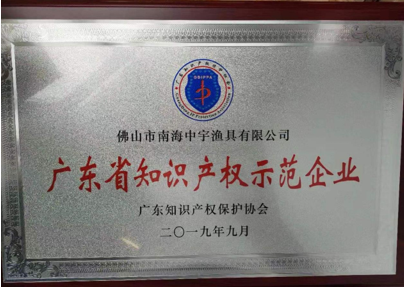 佛山市南海中宇渔具有限公司
广东省知识产权示范企业
广东知识产权保护协会
二〇一九年九月